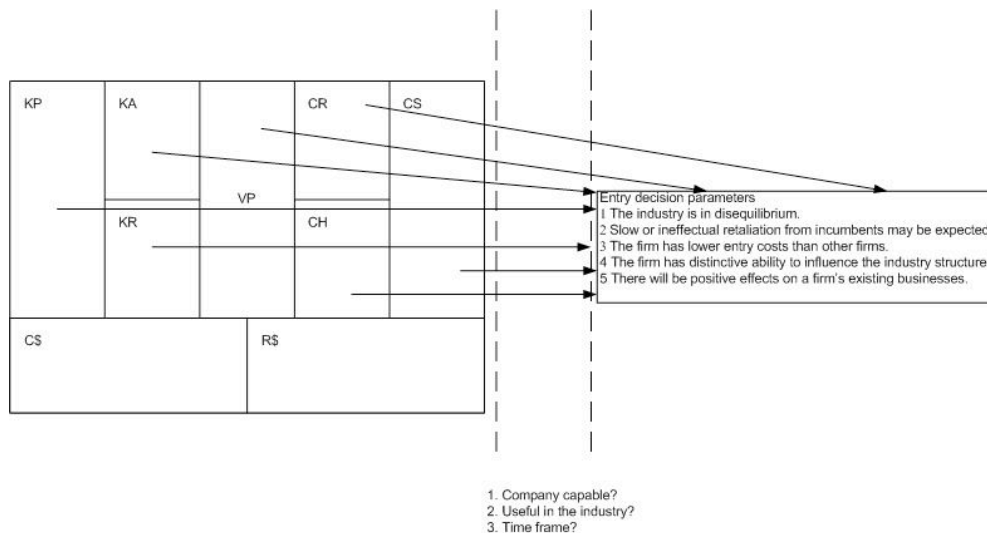 KP
KA
CR
CS
VP
KR
CH
C$
R$
Entry decision parameters
1 The industry is in disequilibrium.
2 Slow or ineffectual retaliation from incumbents may be expected
3 The firm has lower entry costs than other firms.
4 The firm has distinctive ability to influence the industry structure
5 There will be positive effects on a firm's existing businesses.
1. Company capable?
2. Useful in the industry?
3. Time frame?